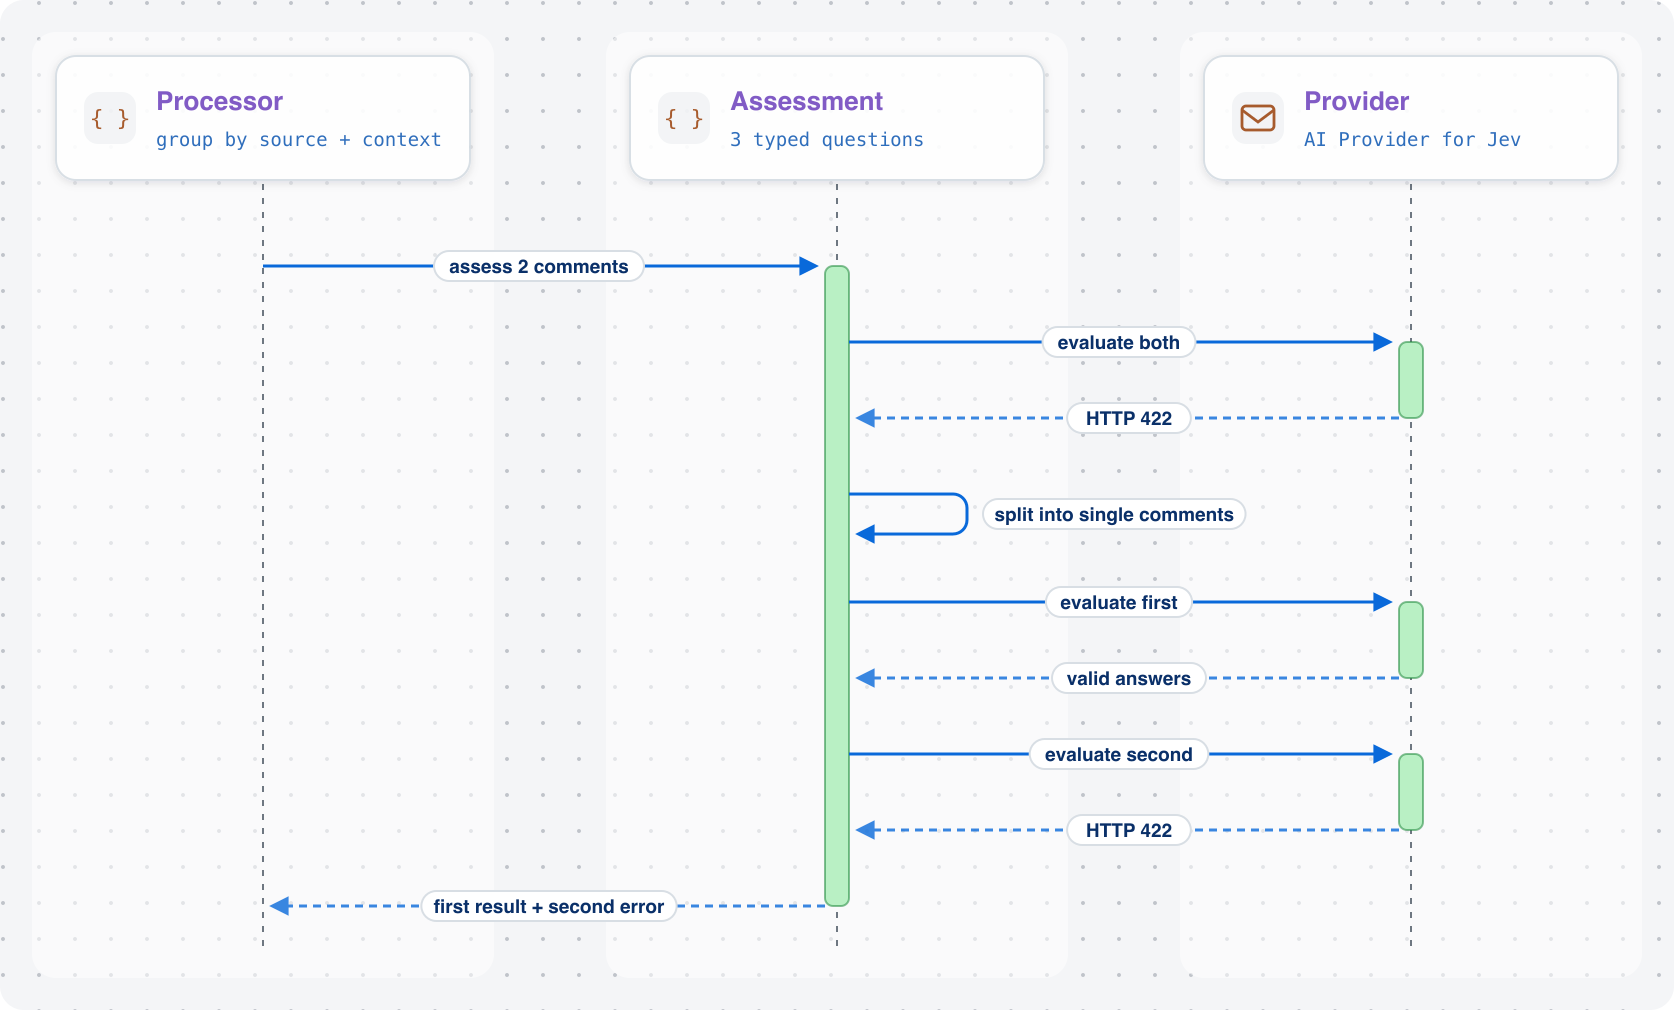 { }
Processor
group by source + context
{ }
Assessment
3 typed questions
Provider
AI Provider for Jev
assess 2 comments
evaluate both
HTTP 422
split into single comments
evaluate first
valid answers
evaluate second
HTTP 422
first result + second error